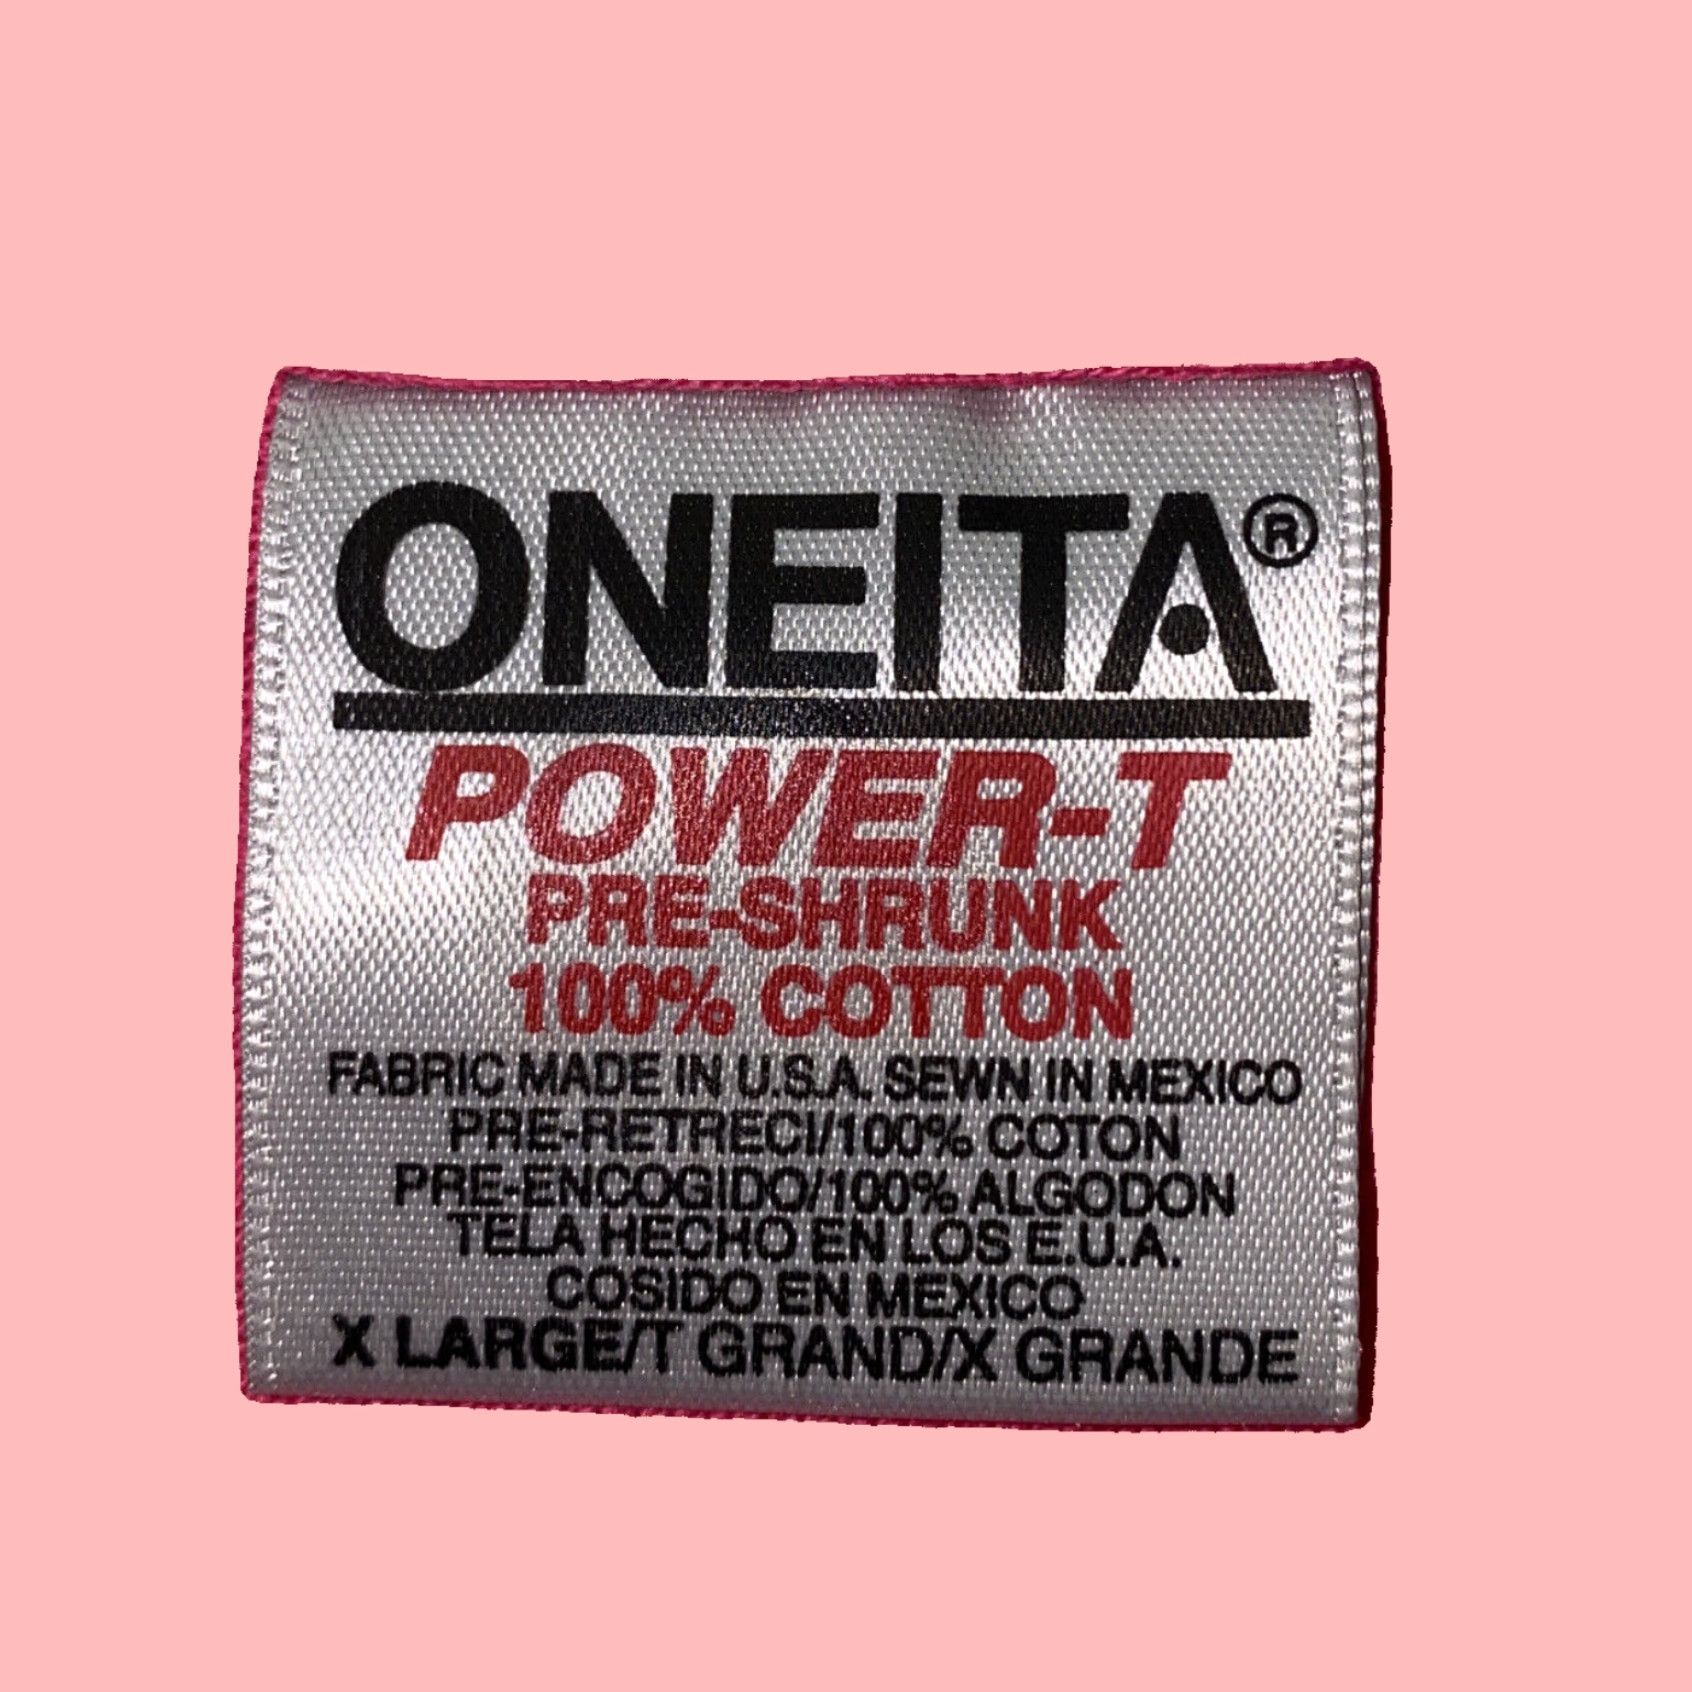 ONEITA®
POWER-T
PRE-SHRUNK
100% COTTON
FABRIC MADE IN U.S.A. SEWN IN MEXICO
PRE-RETRECI/100% COTON
PRE-ENCOGIDO/100% ALGODON
TELA HECHO EN LOS E.U.A.
COSIDO EN MEXICO
X LARGE/T GRAND/X GRANDE